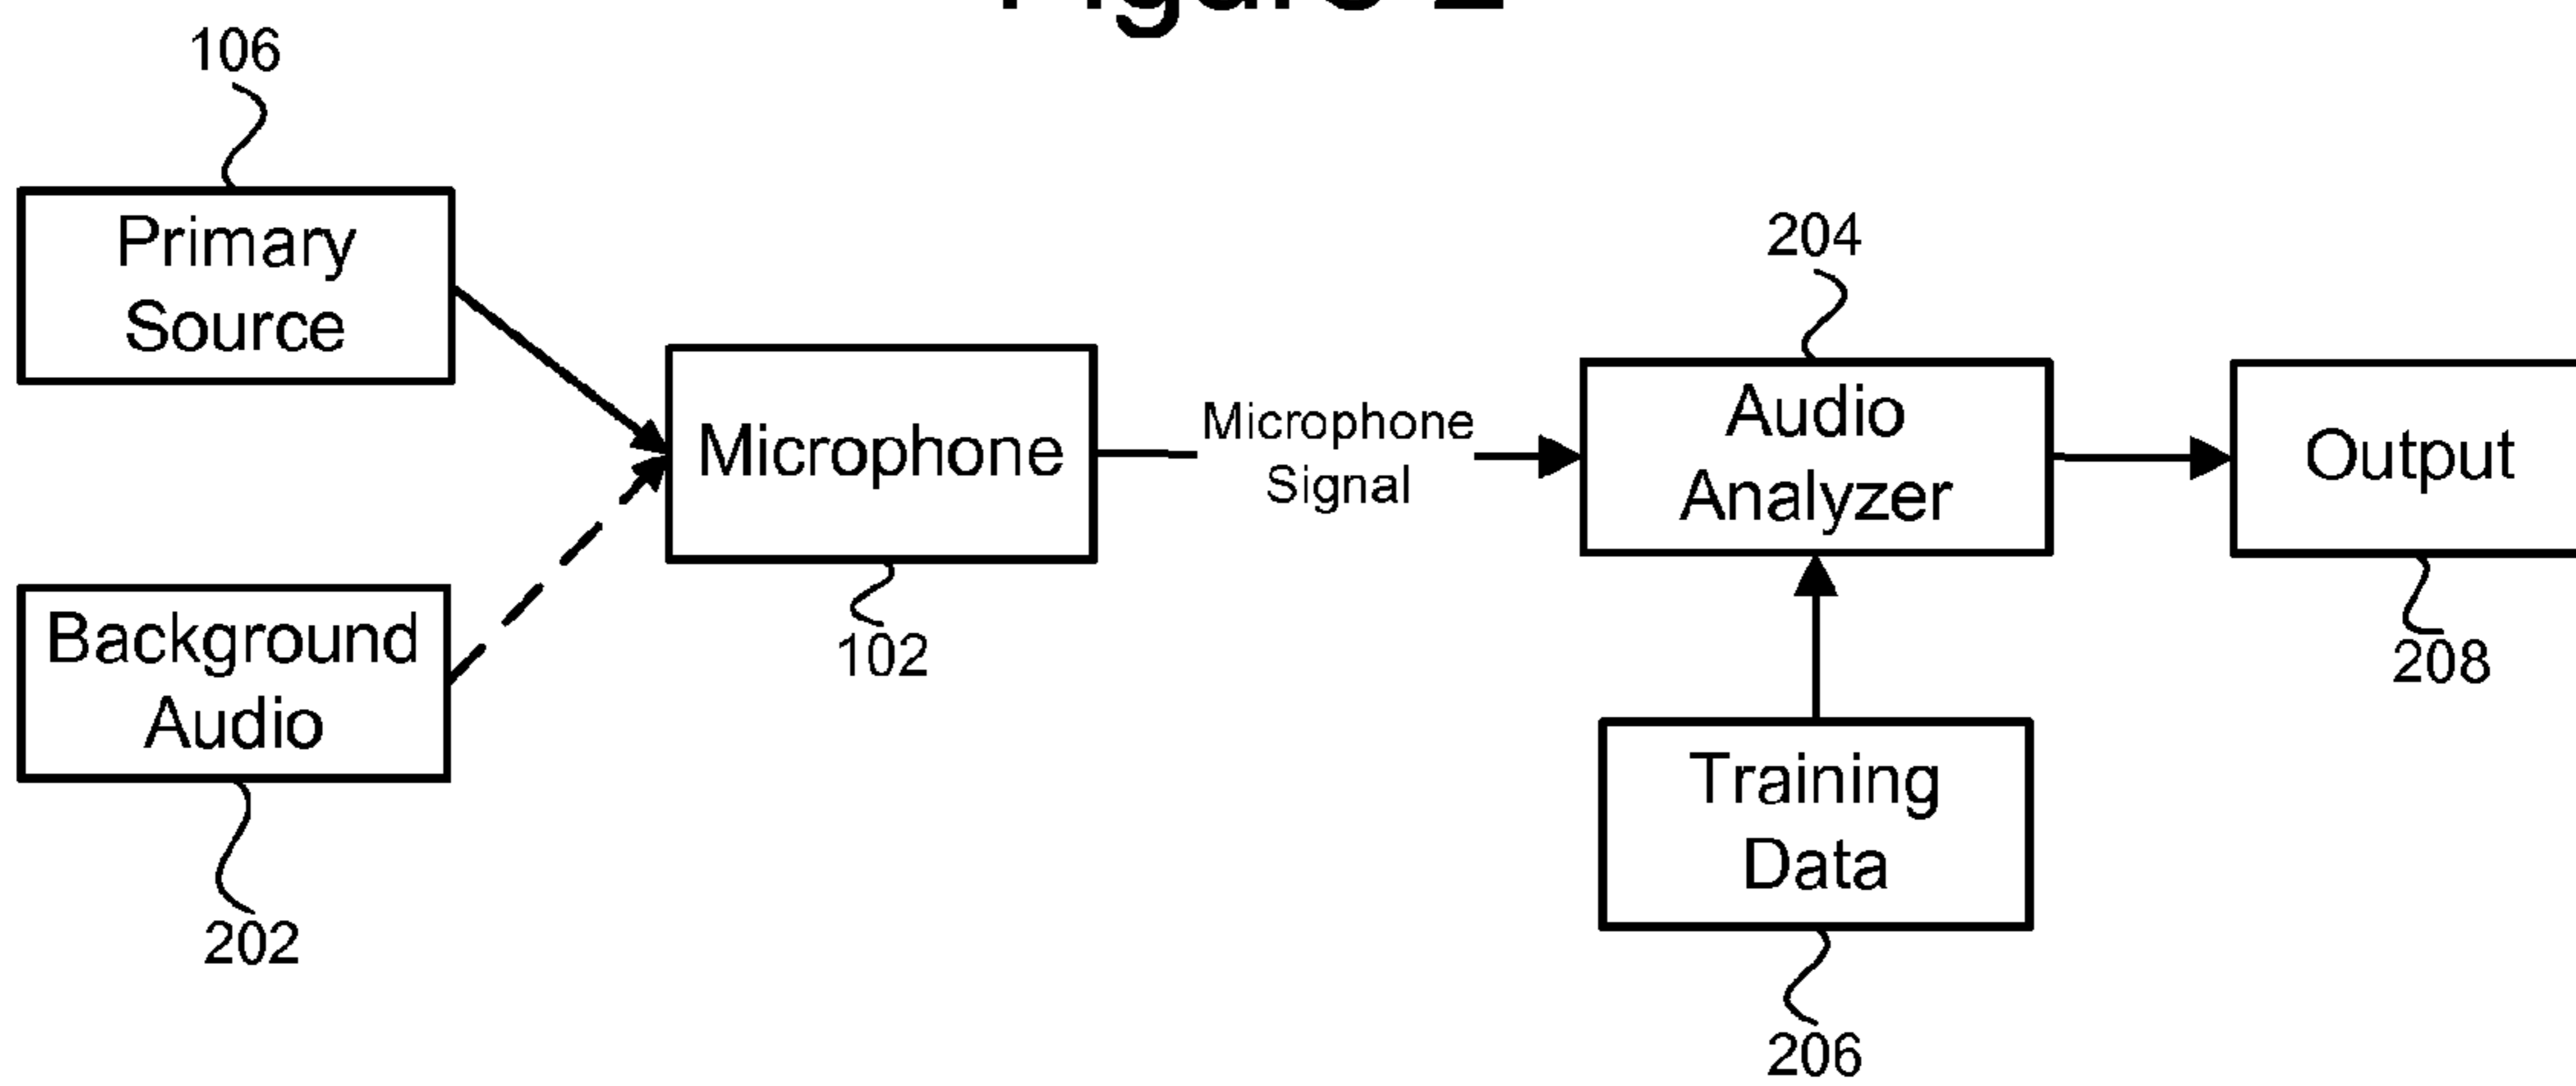 106
Primary
Source
Background
Audio
202
Microphone
102
Microphone
Signal
204
Audio
Analyzer
Training
Data
206
Output
208